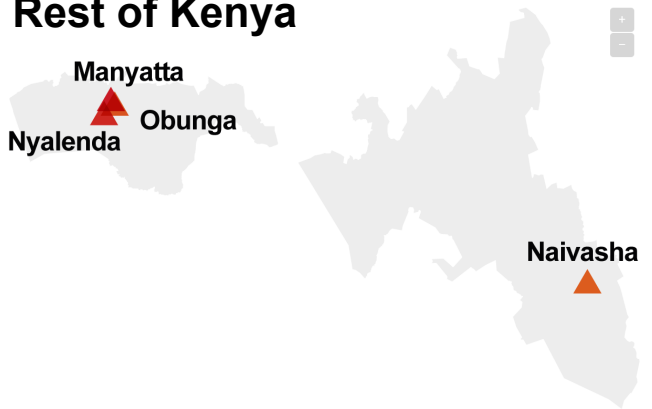 Rest of Kenya
+
−
Manyatta
Obunga
Nyalenda
Naivasha